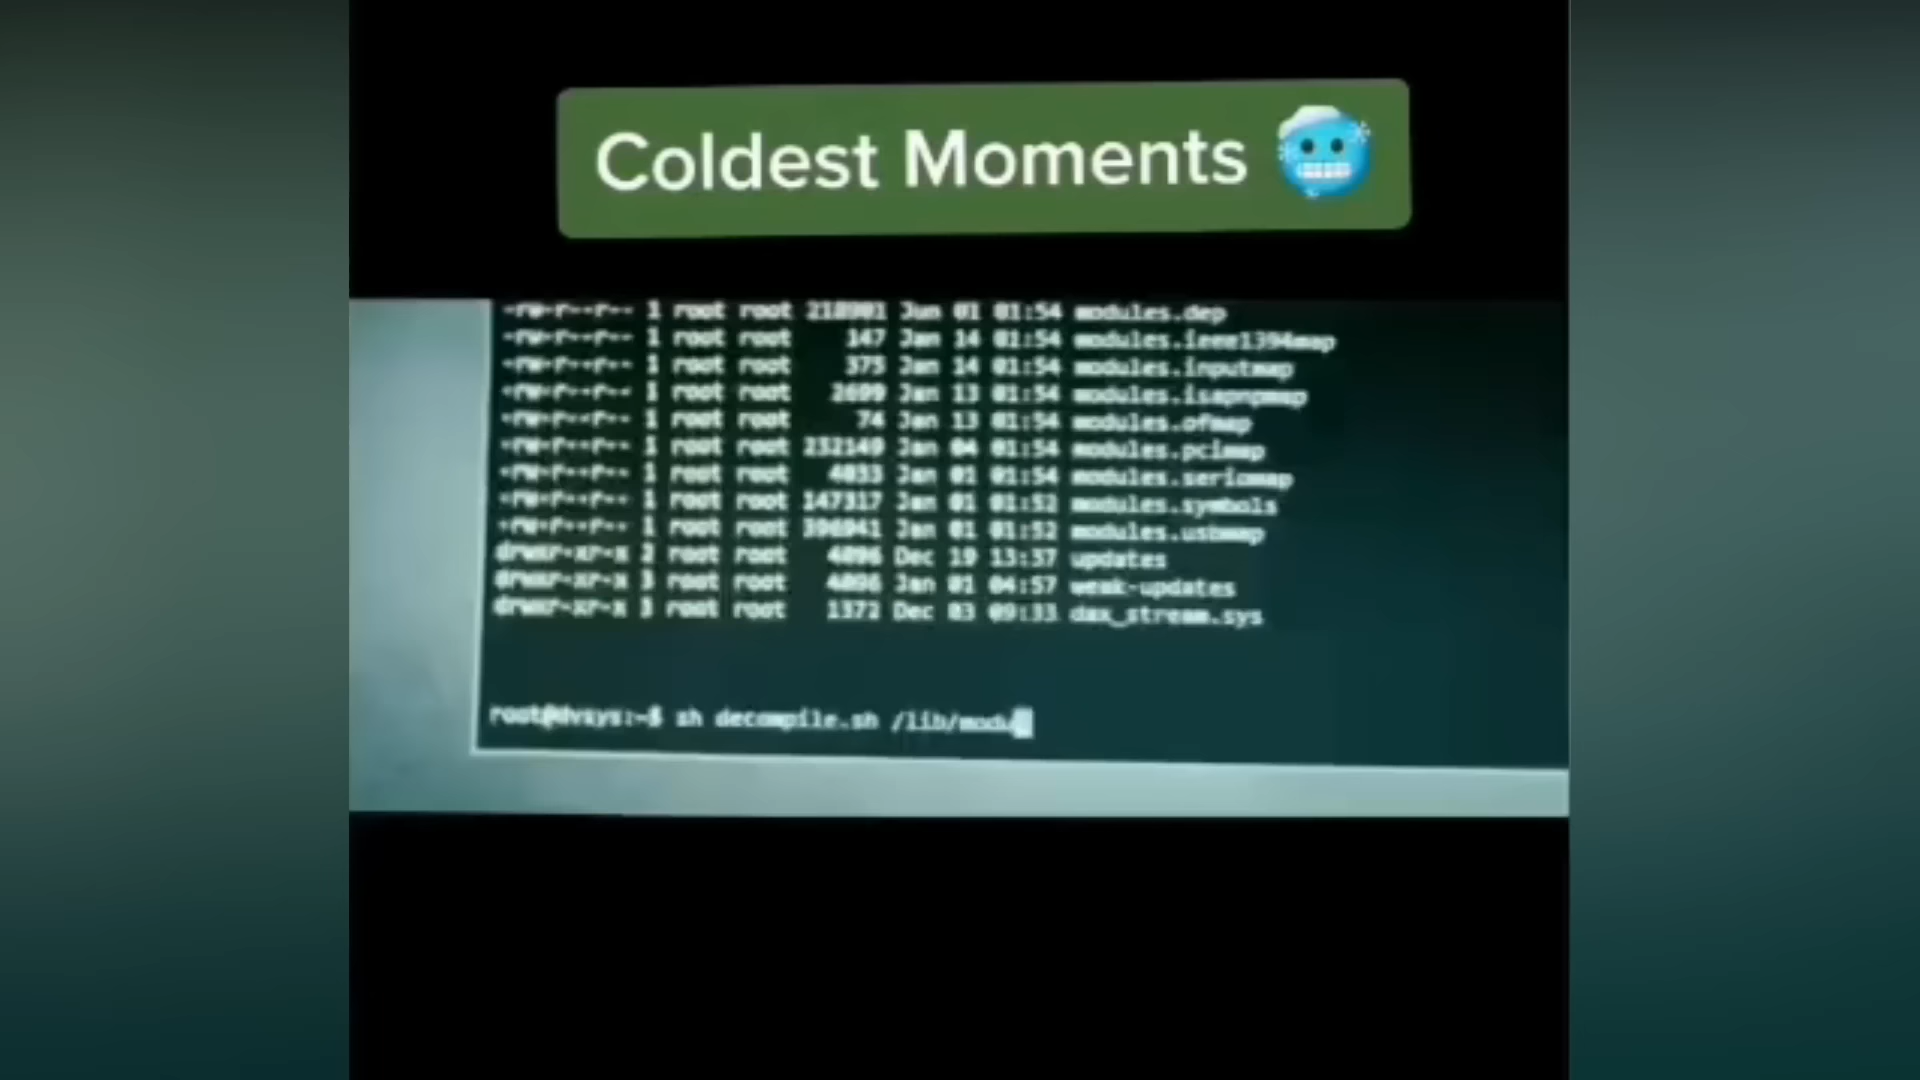 Coldest Moments 🥶
-rw-r--r-- 1 root root 218901 Jun 01 01:54 modules.dep
-rw-r--r-- 1 root root 147 Jan 14 01:54 modules.ieee1394map
-rw-r--r-- 1 root root 375 Jan 14 01:54 modules.inputmap
-rw-r--r-- 1 root root 2699 Jan 13 01:54 modules.isapnpmap
-rw-r--r-- 1 root root 74 Jan 13 01:54 modules.ofmap
-rw-r--r-- 1 root root 232149 Jan 04 01:54 modules.pcimap
-rw-r--r-- 1 root root 4033 Jan 01 01:54 modules.seriomap
-rw-r--r-- 1 root root 147317 Jan 01 01:52 modules.symbols
-rw-r--r-- 1 root root Jan 01 01:52 modules.usbmap
drwxr-xr-x 2 root root 4096 Dec 19 13:37 updates
drwxr-xr-x 3 root root 4096 Jan 01 04:57 weak-updates
drwxr-xr-x 3 root root 1372 Dec 03 09:33 dax_stream.sys
root@dvsys:~$ sh decompile.sh /lib/modu